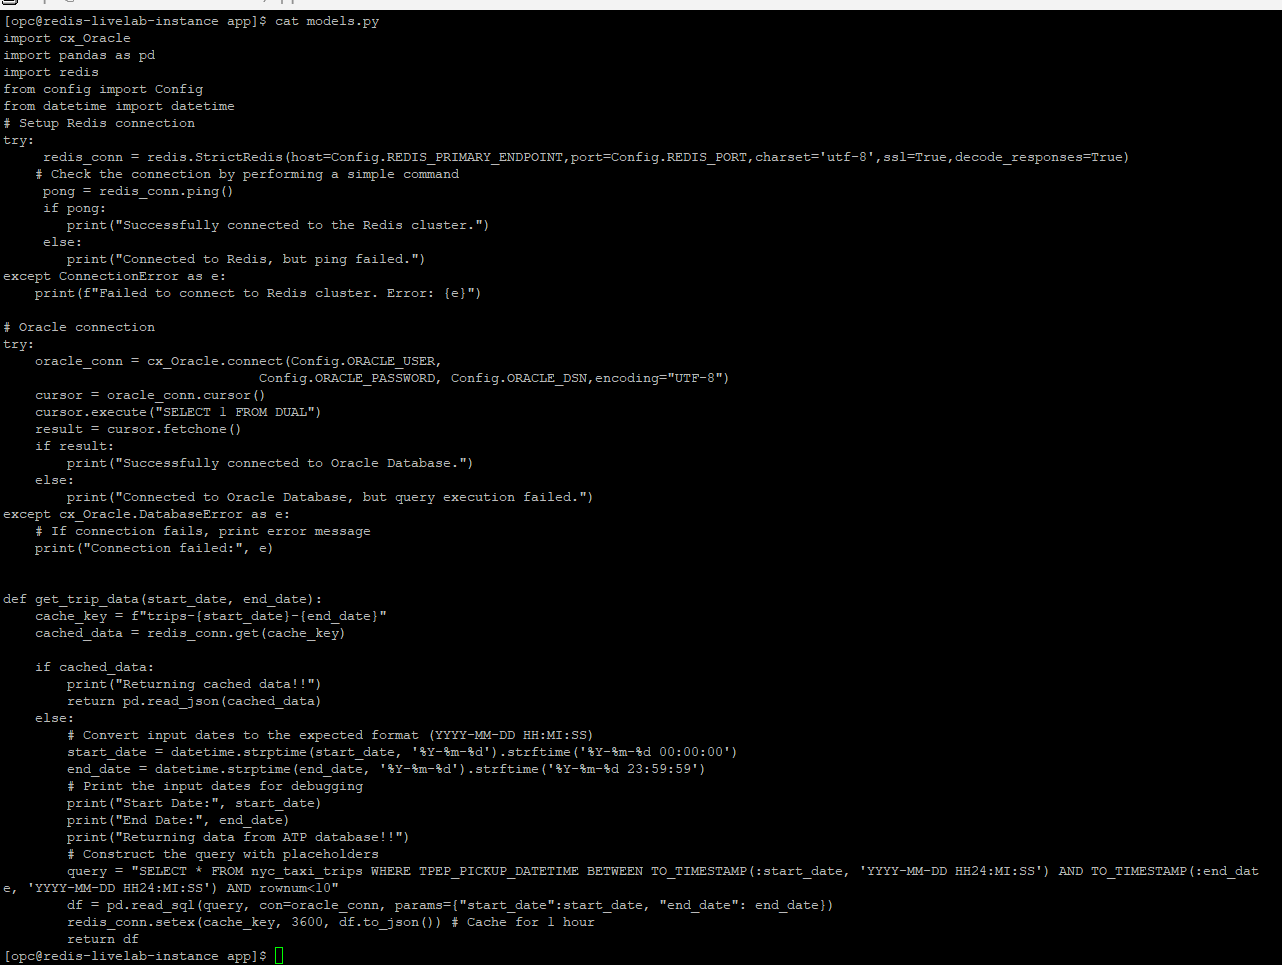 [opc@redis-livelab-instance app]$ cat models.py
import cx_Oracle
import pandas as pd
import redis
from config import Config
from datetime import datetime
# Setup Redis connection
try:
     redis_conn = redis.StrictRedis(host=Config.REDIS_PRIMARY_ENDPOINT,port=Config.REDIS_PORT,charset='utf-8',ssl=True,decode_responses=True)
    # Check the connection by performing a simple command
     pong = redis_conn.ping()
     if pong:
        print("Successfully connected to the Redis cluster.")
     else:
        print("Connected to Redis, but ping failed.")
except ConnectionError as e:
    print(f"Failed to connect to Redis cluster. Error: {e}")

# Oracle connection
try:
    oracle_conn = cx_Oracle.connect(Config.ORACLE_USER,
                                Config.ORACLE_PASSWORD, Config.ORACLE_DSN,encoding="UTF-8")
    cursor = oracle_conn.cursor()
    cursor.execute("SELECT 1 FROM DUAL")
    result = cursor.fetchone()
    if result:
        print("Successfully connected to Oracle Database.")
    else:
        print("Connected to Oracle Database, but query execution failed.")
except cx_Oracle.DatabaseError as e:
    # If connection fails, print error message
    print("Connection failed:", e)


def get_trip_data(start_date, end_date):
    cache_key = f"trips-{start_date}-{end_date}"
    cached_data = redis_conn.get(cache_key)

    if cached_data:
        print("Returning cached data!!")
        return pd.read_json(cached_data)
    else:
        # Convert input dates to the expected format (YYYY-MM-DD HH:MI:SS)
        start_date = datetime.strptime(start_date, '%Y-%m-%d').strftime('%Y-%m-%d 00:00:00')
        end_date = datetime.strptime(end_date, '%Y-%m-%d').strftime('%Y-%m-%d 23:59:59')
        # Print the input dates for debugging
        print("Start Date:", start_date)
        print("End Date:", end_date)
        print("Returning data from ATP database!!")
        # Construct the query with placeholders
        query = "SELECT * FROM nyc_taxi_trips WHERE TPEP_PICKUP_DATETIME BETWEEN TO_TIMESTAMP(:start_date, 'YYYY-MM-DD HH24:MI:SS') AND TO_TIMESTAMP(:end_dat
e, 'YYYY-MM-DD HH24:MI:SS') AND rownum<10"
        df = pd.read_sql(query, con=oracle_conn, params={"start_date":start_date, "end_date": end_date})
        redis_conn.setex(cache_key, 3600, df.to_json()) # Cache for 1 hour
        return df
[opc@redis-livelab-instance app]$